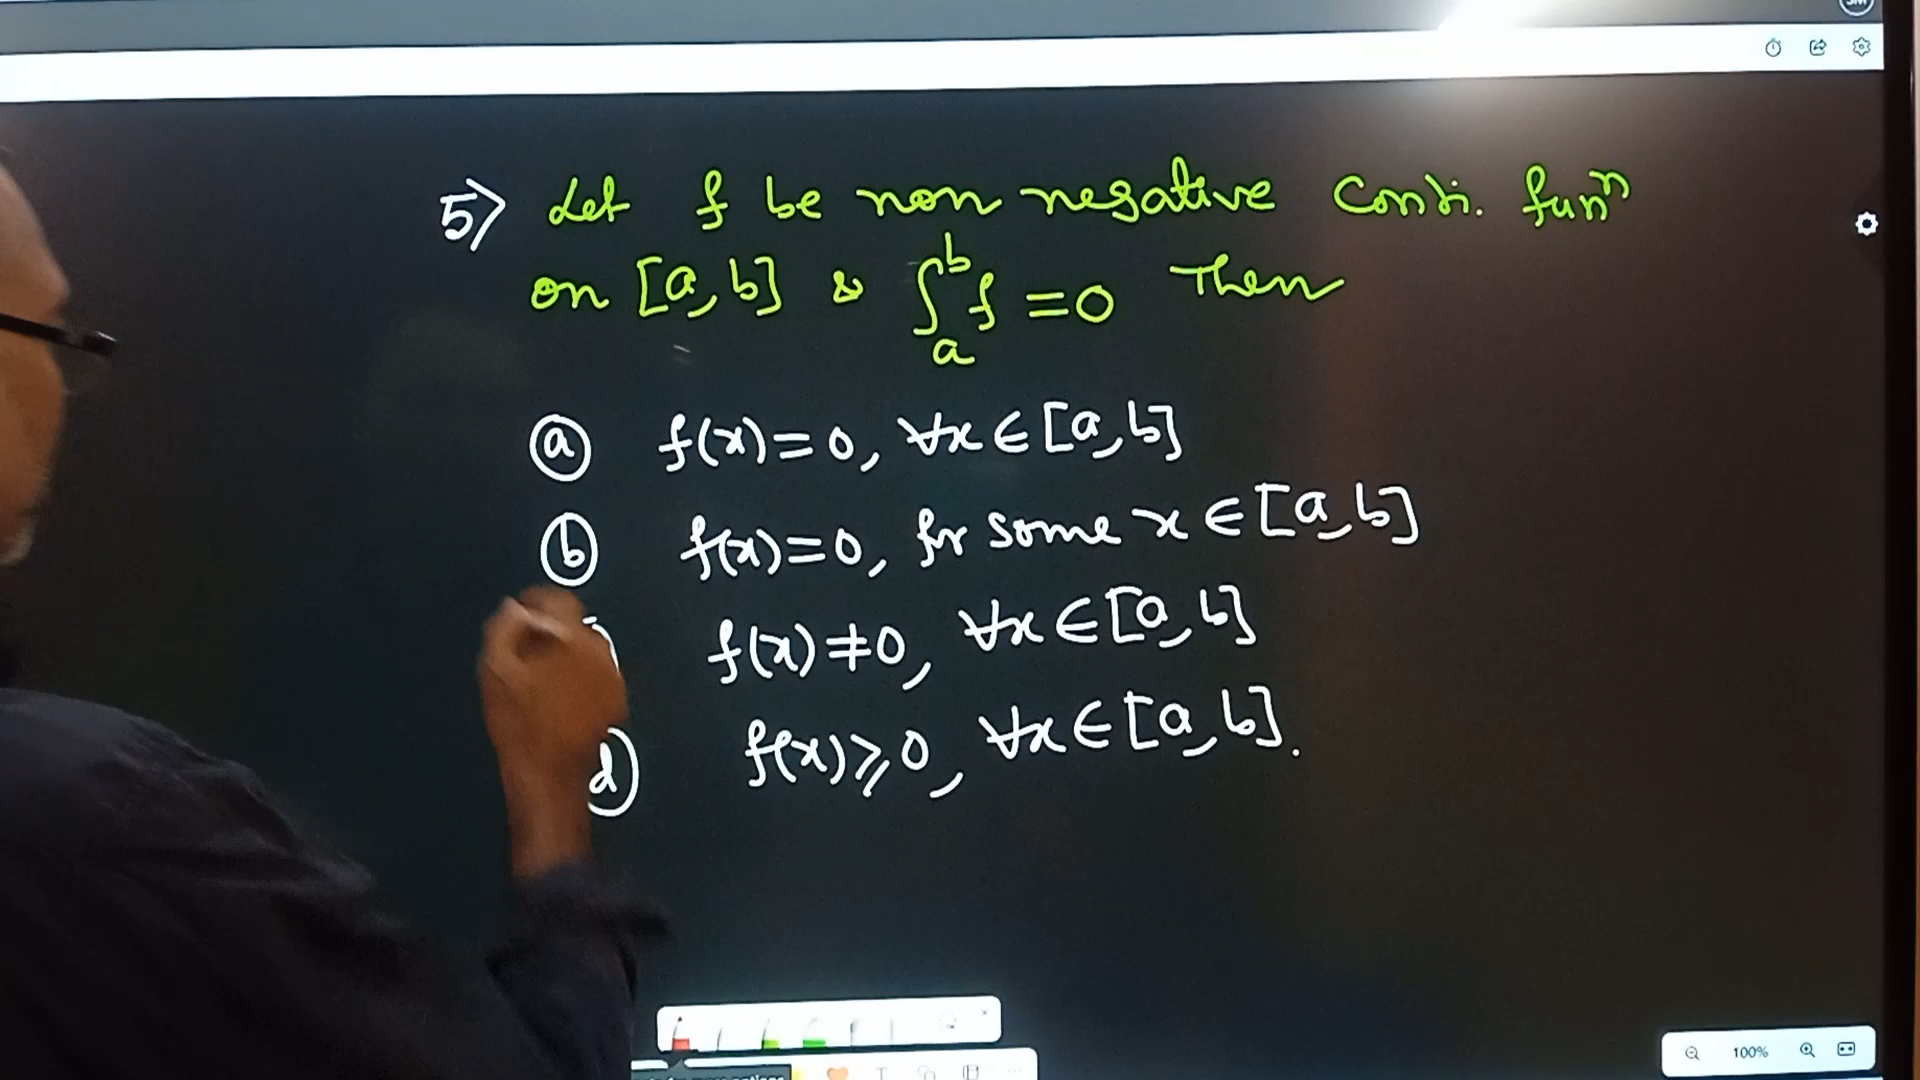 5) Let f be non negative Conti. funⁿ
on [a, b] & ∫ₐᵇ f = 0 Then
(a) f(x) = 0, ∀x ∈ [a, b]
(b) f(x) = 0, for some x ∈ [a, b]
f(x) ≠ 0, ∀x ∈ [a, b]
d) f(x) ≥ 0, ∀x ∈ [a, b].
100%